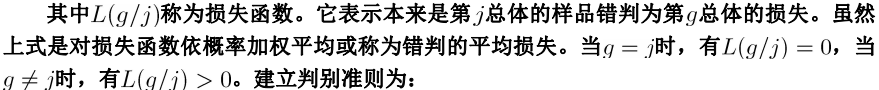 其中L(g/j)称为损失函数。它表示本来是第j总体的样品错判为第g总体的损失。虽然
上式是对损失函数依概率加权平均或称为错判的平均损失。当g = j时，有L(g/j) = 0，当
g ≠ j时，有L(g/j) > 0。建立判别准则为：